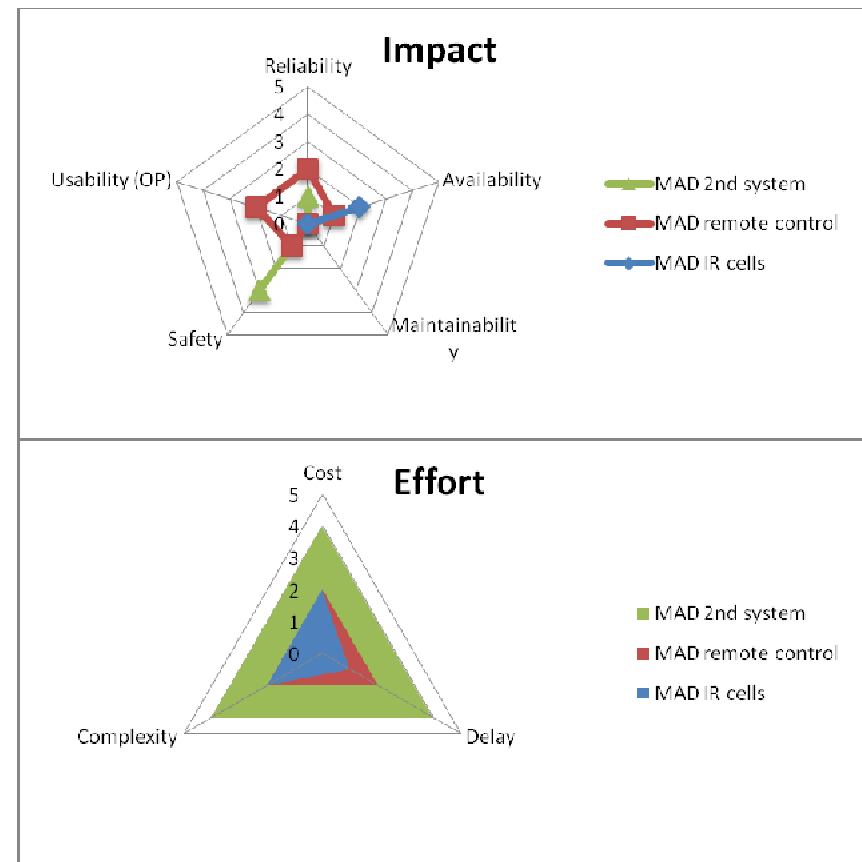 Impact
Reliability
5
4
3
2
1
0
Usability (OP)
Availability
Safety
Maintainabilit
y
MAD 2nd system
MAD remote control
MAD IR cells
Effort
Cost
5
4
3
2
1
0
Complexity
Delay
MAD 2nd system
MAD remote control
MAD IR cells